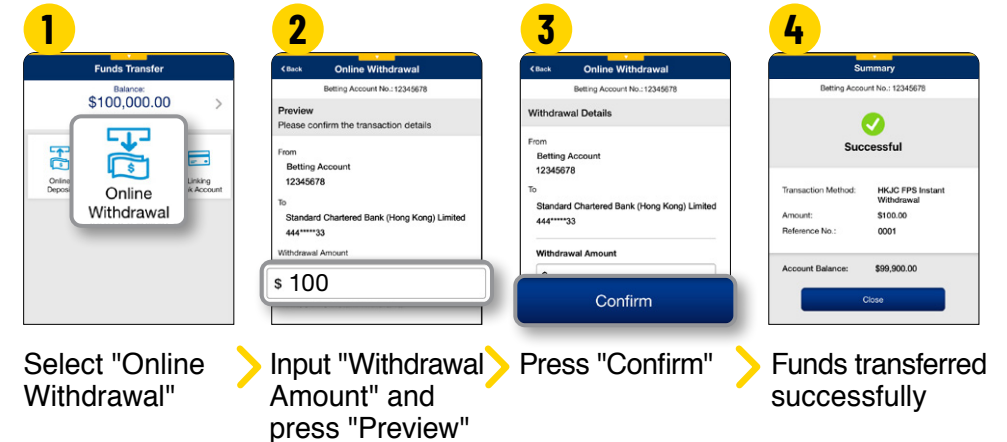 1
Funds Transfer
Balance:
$100,000.00 >
Online
Deposi
Online
Withdrawal
Linking
k Account
Select "Online
Withdrawal"
2
<Back Online Withdrawal
Betting Account No.: 12345678
Preview
Please confirm the transaction details
From
Betting Account
12345678
To
Standard Chartered Bank (Hong Kong) Limited
444*****33
Withdrawal Amount
$ 100
Input "Withdrawal
Amount" and
press "Preview"
3
<Back Online Withdrawal
Betting Account No.: 12345678
Withdrawal Details
From
Betting Account
12345678
To
Standard Chartered Bank (Hong Kong) Limited
444*****33
Withdrawal Amount
Confirm
Press "Confirm"
4
Summary
Betting Account No.: 12345678
Successful
Transaction Method: HKJC FPS Instant
Withdrawal
Amount: $100.00
Reference No.: 0001
Account Balance: $99,900.00
Close
Funds transferred
successfully